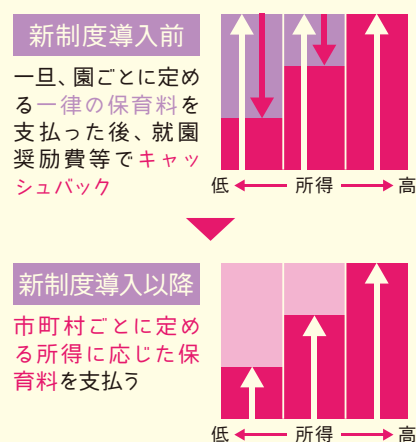 新制度導入前
一旦、園ごとに定め
る一律の保育料を
支払った後、就園
奨励費等でキャッ
シュバック
低 所得 高
新制度導入以降
市町村ごとに定め
る所得に応じた保
育料を支払う
低 所得 高